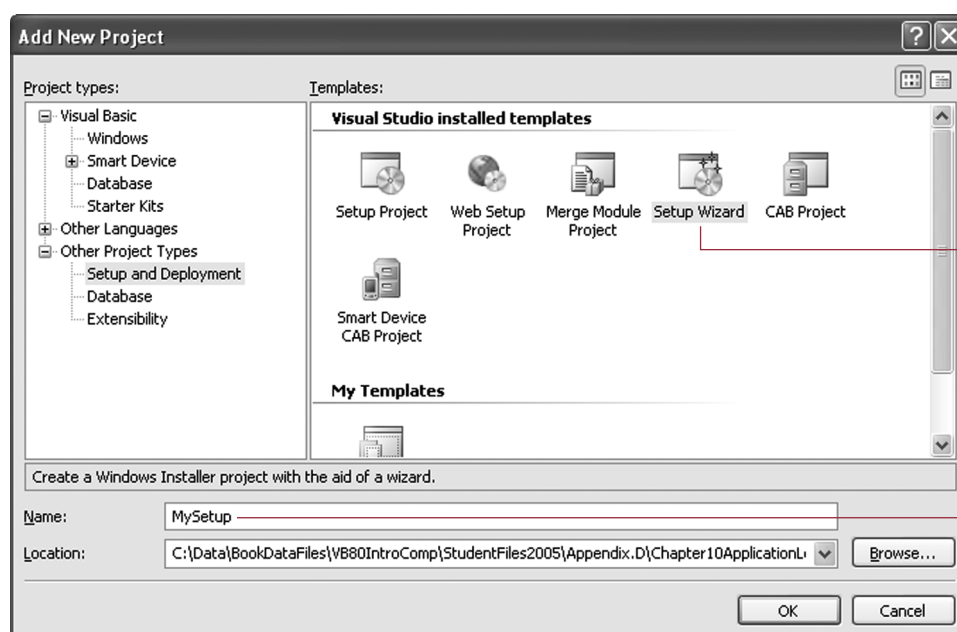 Add New Project
Project types:
Templates:
Visual Basic
Windows
Smart Device
Database
Starter Kits
Other Languages
Other Project Types
Setup and Deployment
Database
Extensibility
Visual Studio installed templates
Setup Project
Web Setup
Project
Merge Module
Project
Setup Wizard
CAB Project
Smart Device
CAB Project
My Templates
Create a Windows Installer project with the aid of a wizard.
Name:
MySetup
Location:
C:\Data\BookDataFiles\VB80IntroComp\StudentFiles2005\Appendix.D\Chapter10ApplicationL
Browse...
OK
Cancel